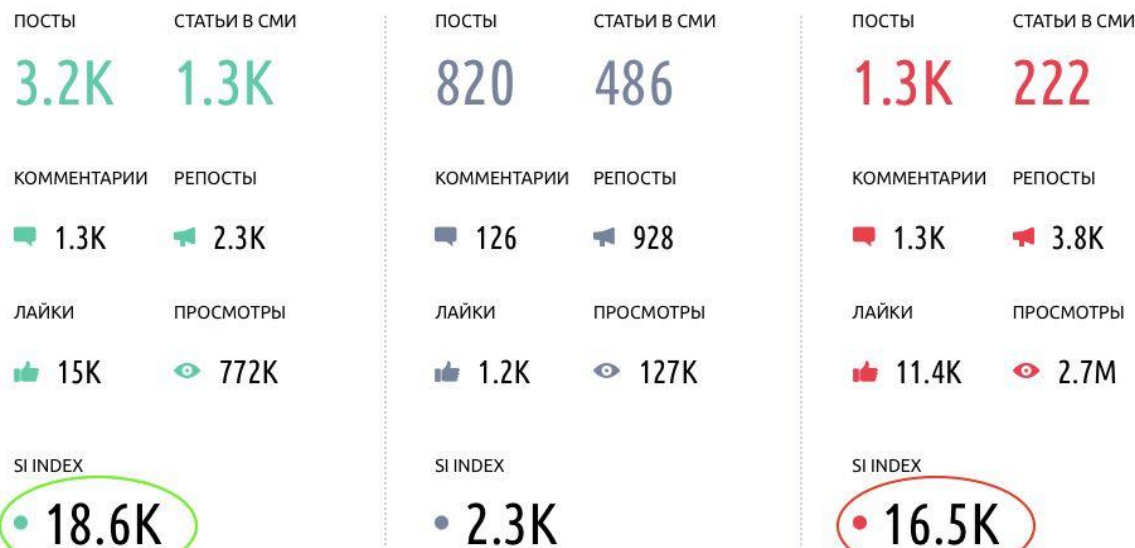 ПОСТЫ СТАТЬИ В СМИ
3.2K 1.3K
КОММЕНТАРИИ РЕПОСТЫ
1.3K 2.3K
ЛАЙКИ ПРОСМОТРЫ
15K 772K
SI INDEX
18.6K
ПОСТЫ СТАТЬИ В СМИ
820 486
КОММЕНТАРИИ РЕПОСТЫ
126 928
ЛАЙКИ ПРОСМОТРЫ
1.2K 127K
SI INDEX
2.3K
ПОСТЫ СТАТЬИ В СМИ
1.3K 222
КОММЕНТАРИИ РЕПОСТЫ
1.3K 3.8K
ЛАЙКИ ПРОСМОТРЫ
11.4K 2.7M
SI INDEX
16.5K